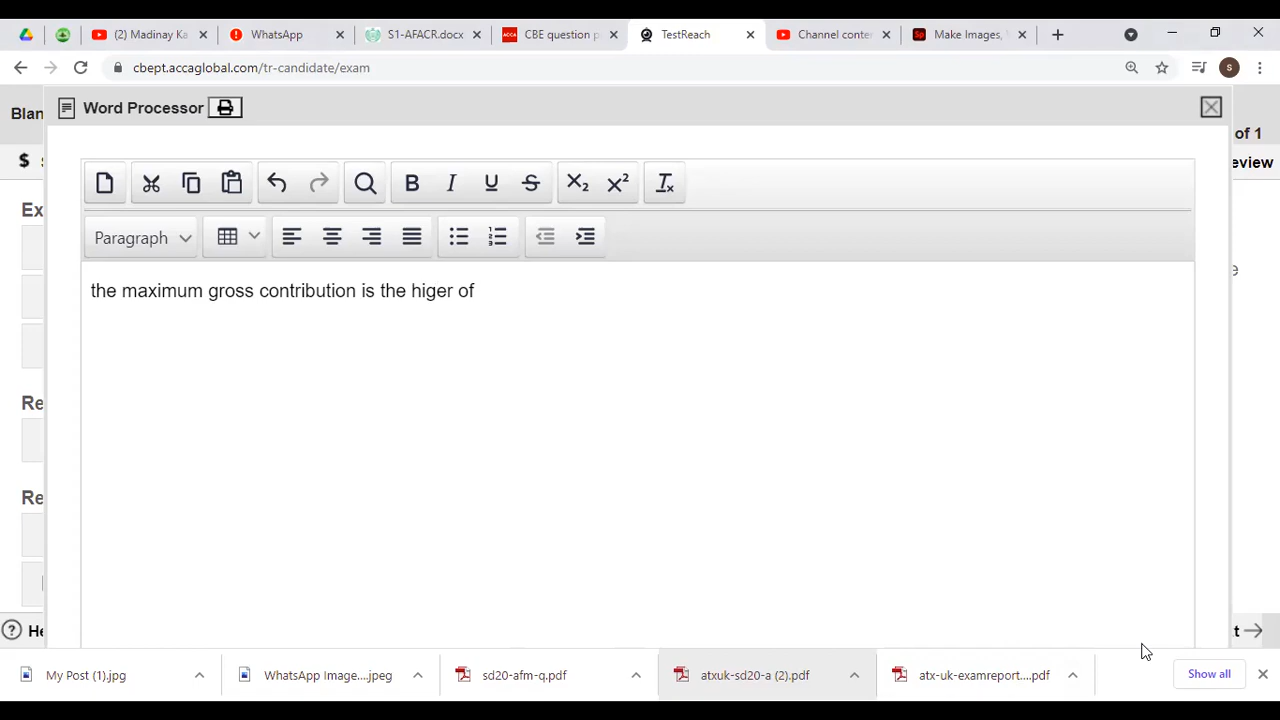 (2) Madinay Ka
WhatsApp
S1-AFACR.docx
CBE question p
TestReach
Channel conte
Make Images, 
cbept.accaglobal.com/tr-candidate/exam
S
Blan
Word Processor
of 1
$
eview
Ex
Paragraph
the maximum gross contribution is the higer of
e
Re
Re
He
t
My Post (1).jpg
WhatsApp Image....jpeg
sd20-afm-q.pdf
atxuk-sd20-a (2).pdf
atx-uk-examreport....pdf
Show all